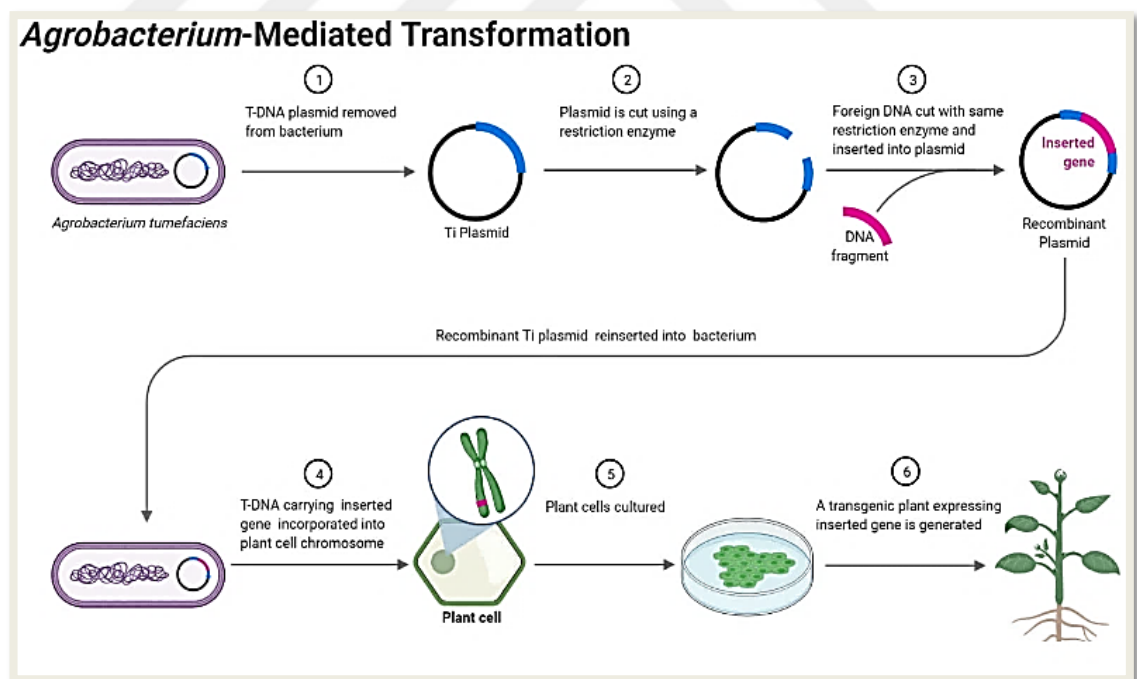 Agrobacterium-Mediated Transformation
1
T-DNA plasmid removed
from bacterium
2
Plasmid is cut using a
restriction enzyme
3
Foreign DNA cut with same
restriction enzyme and
inserted into plasmid
Agrobacterium tumefaciens
Ti Plasmid
DNA
fragment
Inserted
gene
Recombinant
Plasmid
Recombinant Ti plasmid reinserted into bacterium
4
T-DNA carrying inserted
gene incorporated into
plant cell chromosome
Plant cell
5
Plant cells cultured
6
A transgenic plant expressing
inserted gene is generated